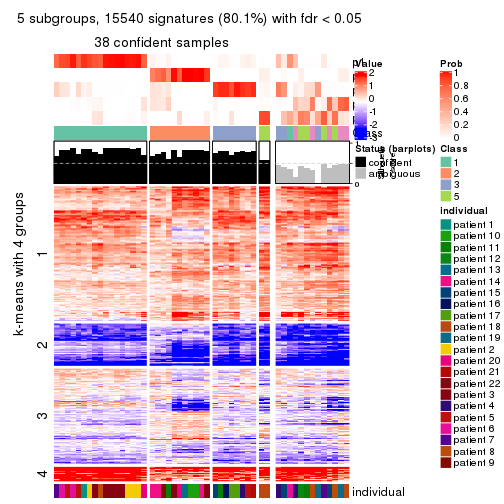 5 subgroups, 15540 signatures (80.1%) with fdr < 0.05
38 confident samples
Value
2
1
0
-1
-2
-3
Prob
1
0.8
0.6
0.4
0.2
0
Class
Status (barplots)
confident
ambiguous
1
0
Class
1
2
3
5
individual
patient 1
patient 10
patient 11
patient 12
patient 13
patient 14
patient 15
patient 16
patient 17
patient 18
patient 19
patient 2
patient 20
patient 21
patient 22
patient 3
patient 4
patient 5
patient 6
patient 7
patient 8
patient 9
k-means with 4 groups
1
2
3
4
individual